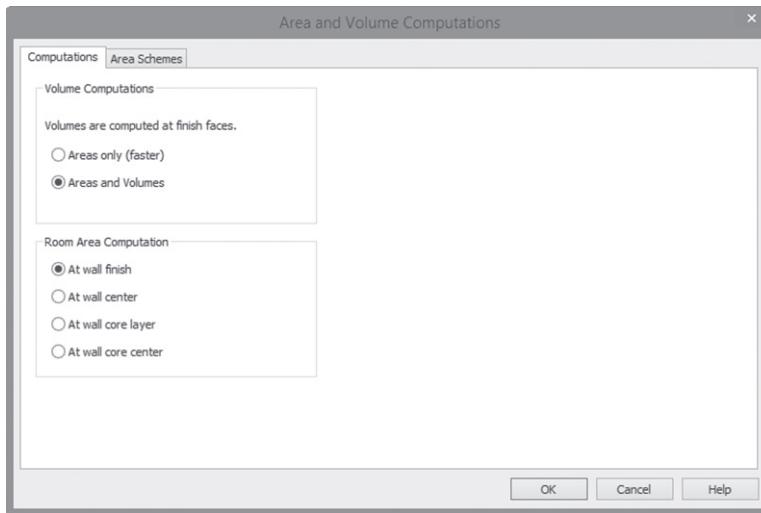 Area and Volume Computations
Computations
Area Schemes
Volume Computations
Volumes are computed at finish faces.
Areas only (faster)
Areas and Volumes
Room Area Computation
At wall finish
At wall center
At wall core layer
At wall core center
OK
Cancel
Help